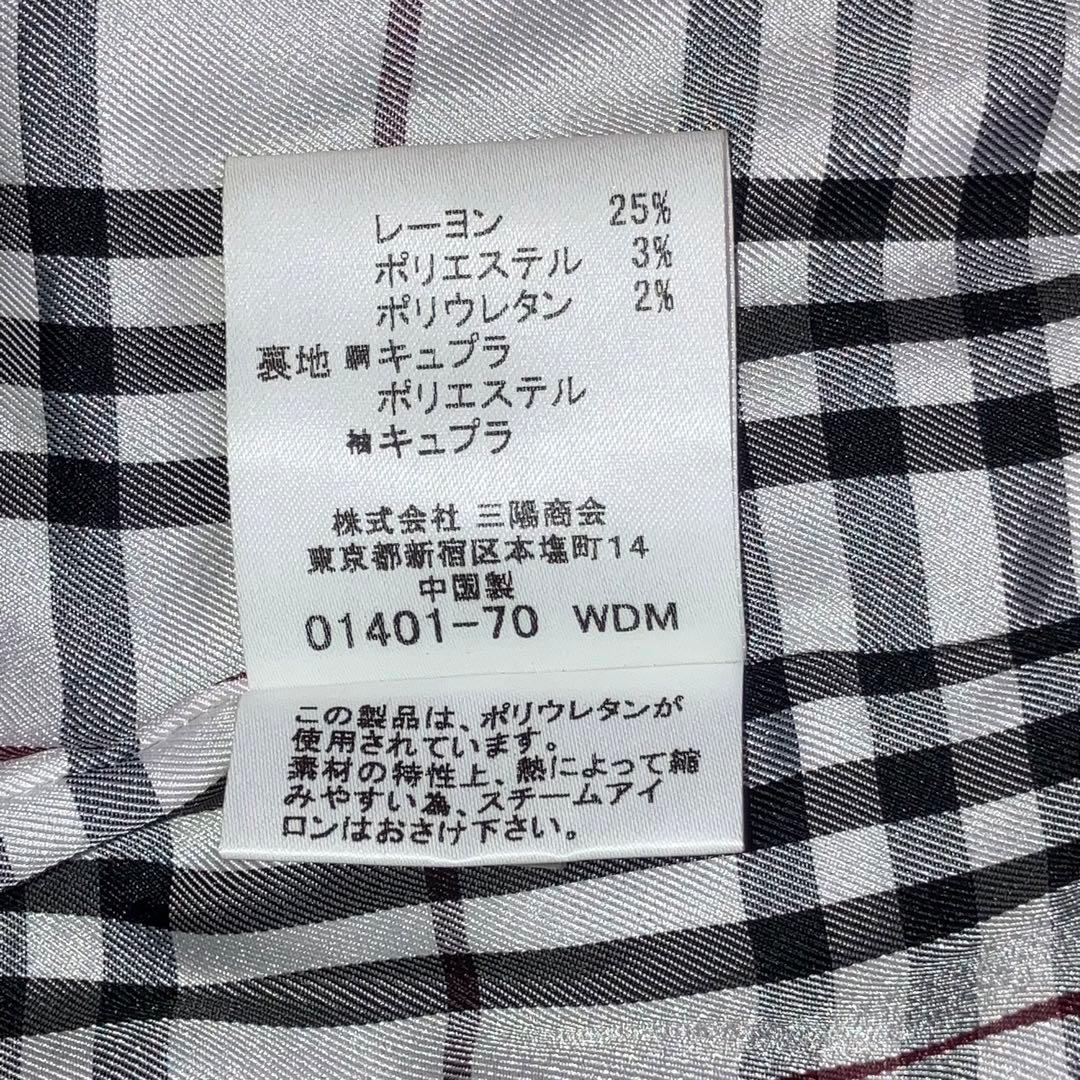 レーヨン 25%
ポリエステル 3%
ポリウレタン 2%
裏地 胴キュプラ
ポリエステル
袖キュプラ
株式会社 三陽商会
東京都新宿区本塩町14
中国製
01401-70 WDM
この製品は、ポリウレタンが
使用されています。
素材の特性上、熱によって縮
みやすい為、スチームアイ
ロンはおさけ下さい。